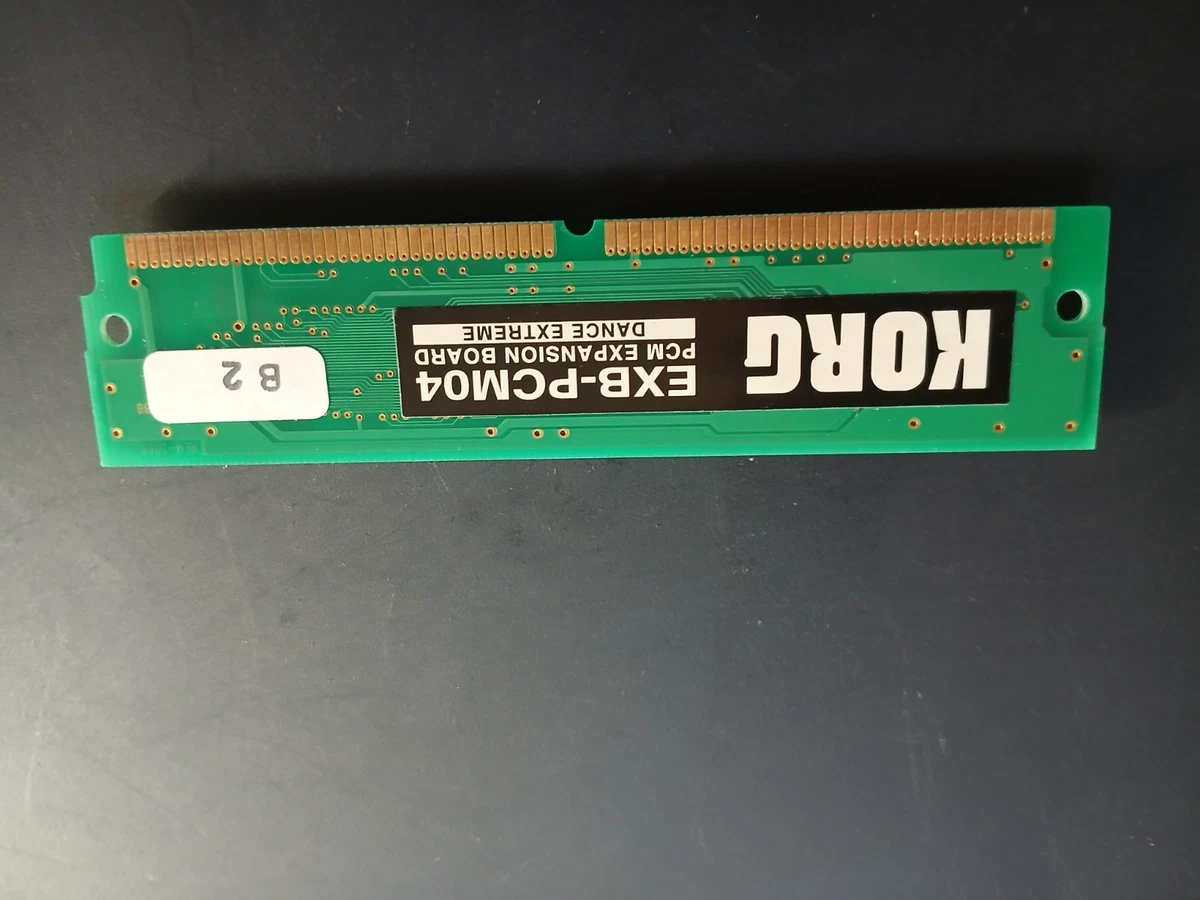 KORG
EXB-PCM04
PCM EXPANSION BOARD
DANCE EXTREME
B 2